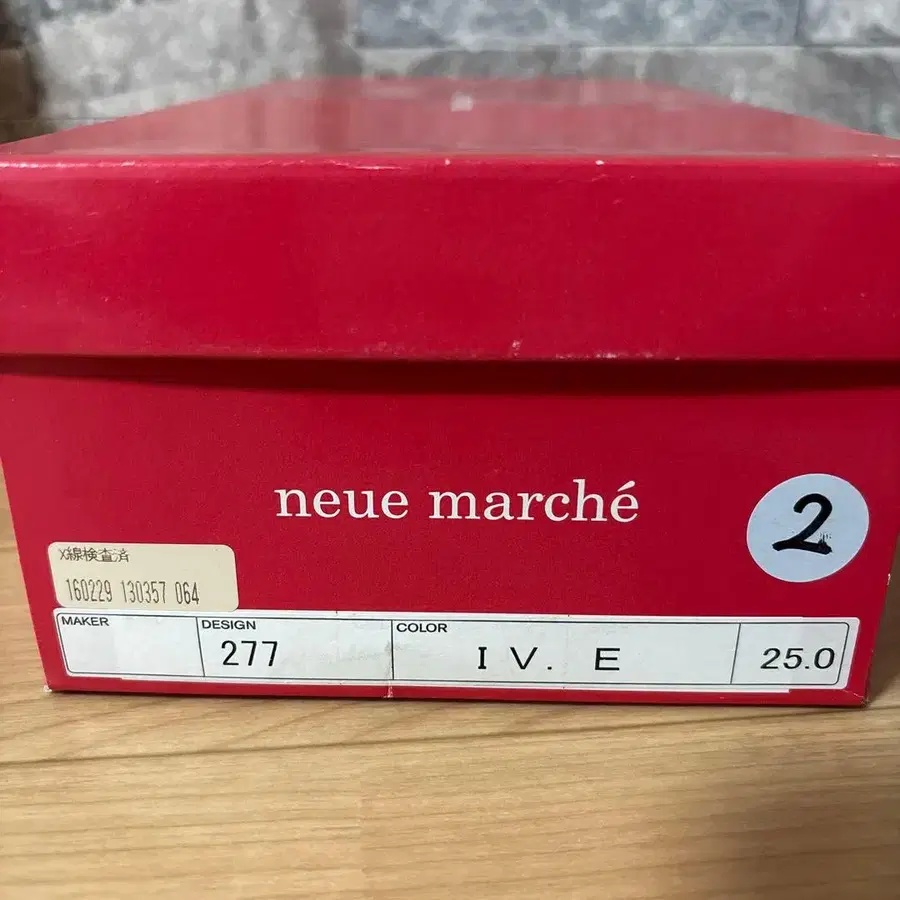 neue marché
2
X線検査済
160229 130357 064
MAKER DESIGN COLOR
277 IV. E 25.0